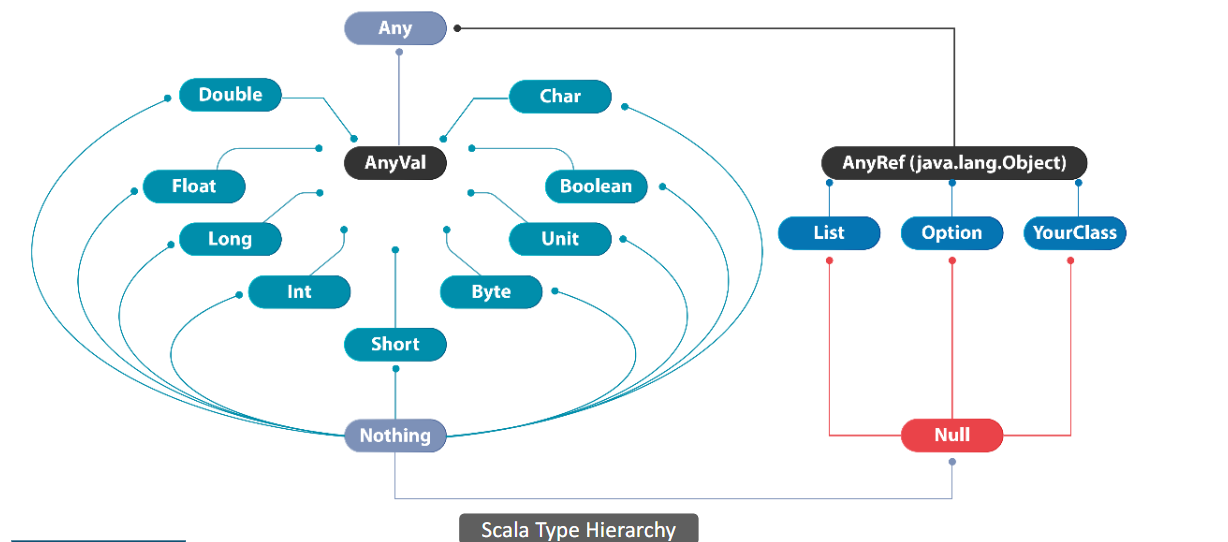 Any
Double
Char
AnyVal
AnyRef (java.lang.Object)
Float
Boolean
Long
Unit
List
Option
YourClass
Int
Byte
Short
Nothing
Null
Scala Type Hierarchy